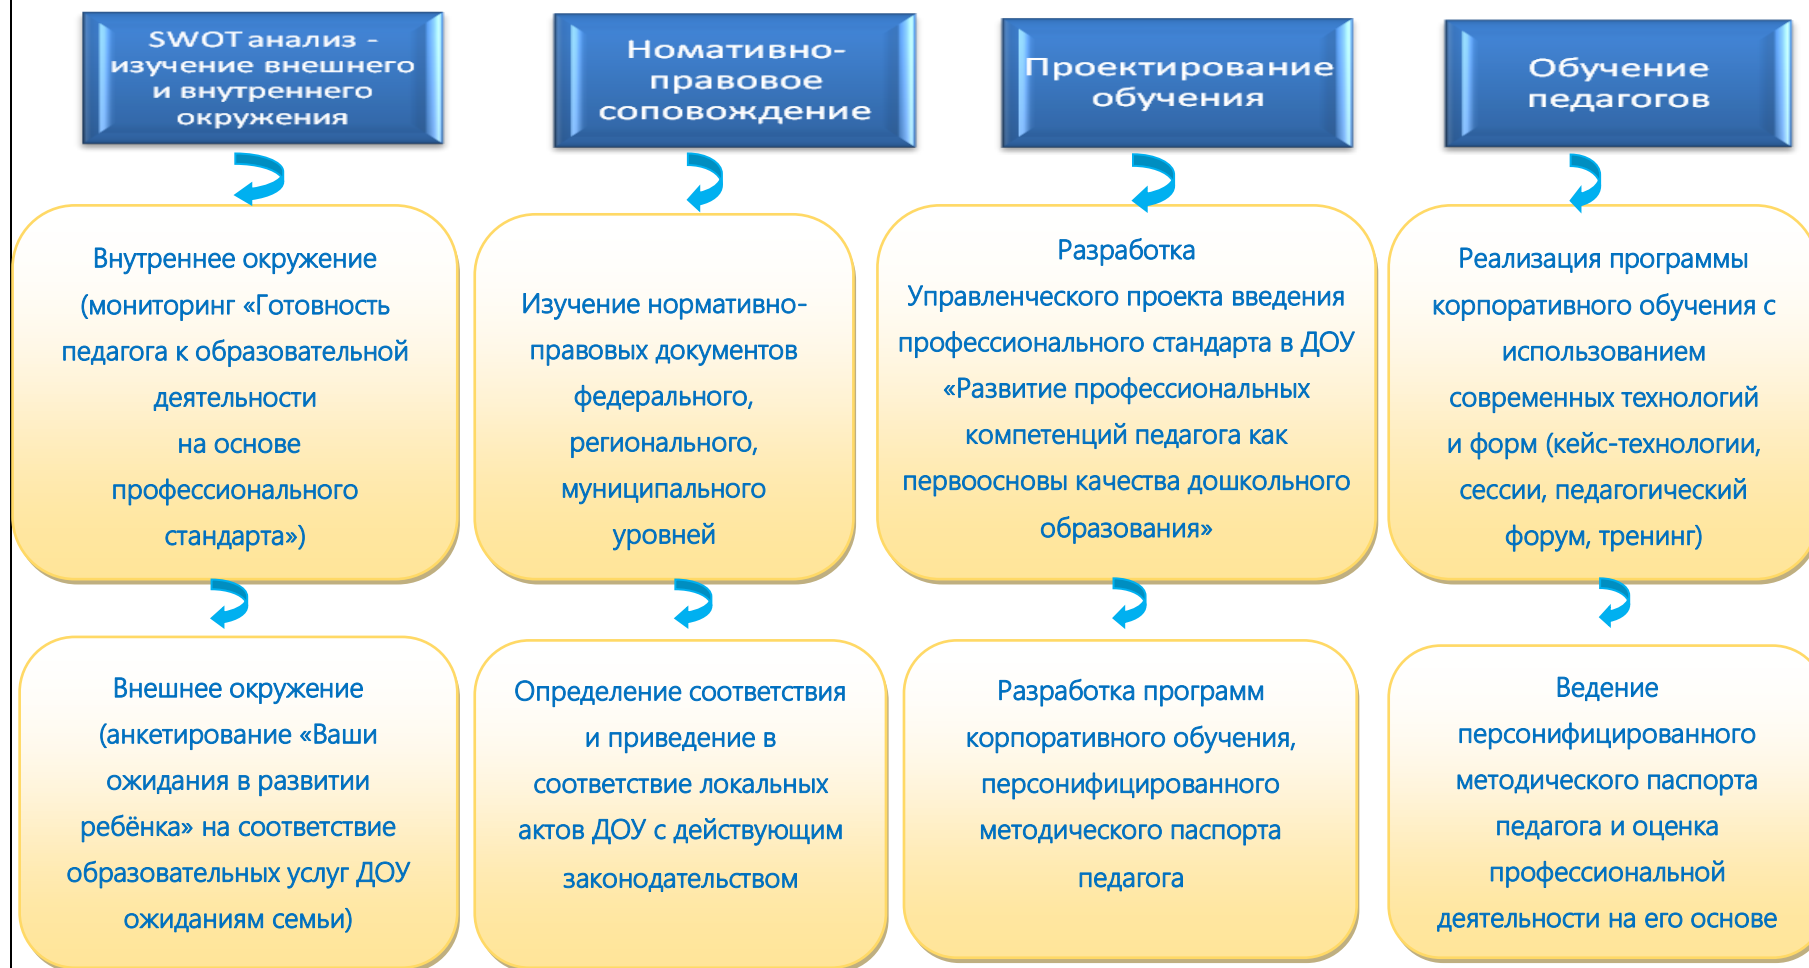 SWOT анализ -
изучение внешнего
и внутреннего
окружения
Номативно-
правовое
соповождение
Проектирование
обучения
Обучение
педагогов
Внутреннее окружение
(мониторинг «Готовность
педагога к образовательной
деятельности
на основе
профессионального
стандарта»)
Изучение нормативно-
правовых документов
федерального,
регионального,
муниципального
уровней
Разработка
Управленческого проекта введения
профессионального стандарта в ДОУ
«Развитие профессиональных
компетенций педагога как
первоосновы качества дошкольного
образования»
Реализация программы
корпоративного обучения с
использованием
современных технологий
и форм (кейс-технологии,
сессии, педагогический
форум, тренинг)
Внешнее окружение
(анкетирование «Ваши
ожидания в развитии
ребёнка» на соответствие
образовательных услуг ДОУ
ожиданиям семьи)
Определение соответствия
и приведение в
соответствие локальных
актов ДОУ с действующим
законодательством
Разработка программ
корпоративного обучения,
персонифицированного
методического паспорта
педагога
Ведение
персонифицированного
методического паспорта
педагога и оценка
профессиональной
деятельности на его основе